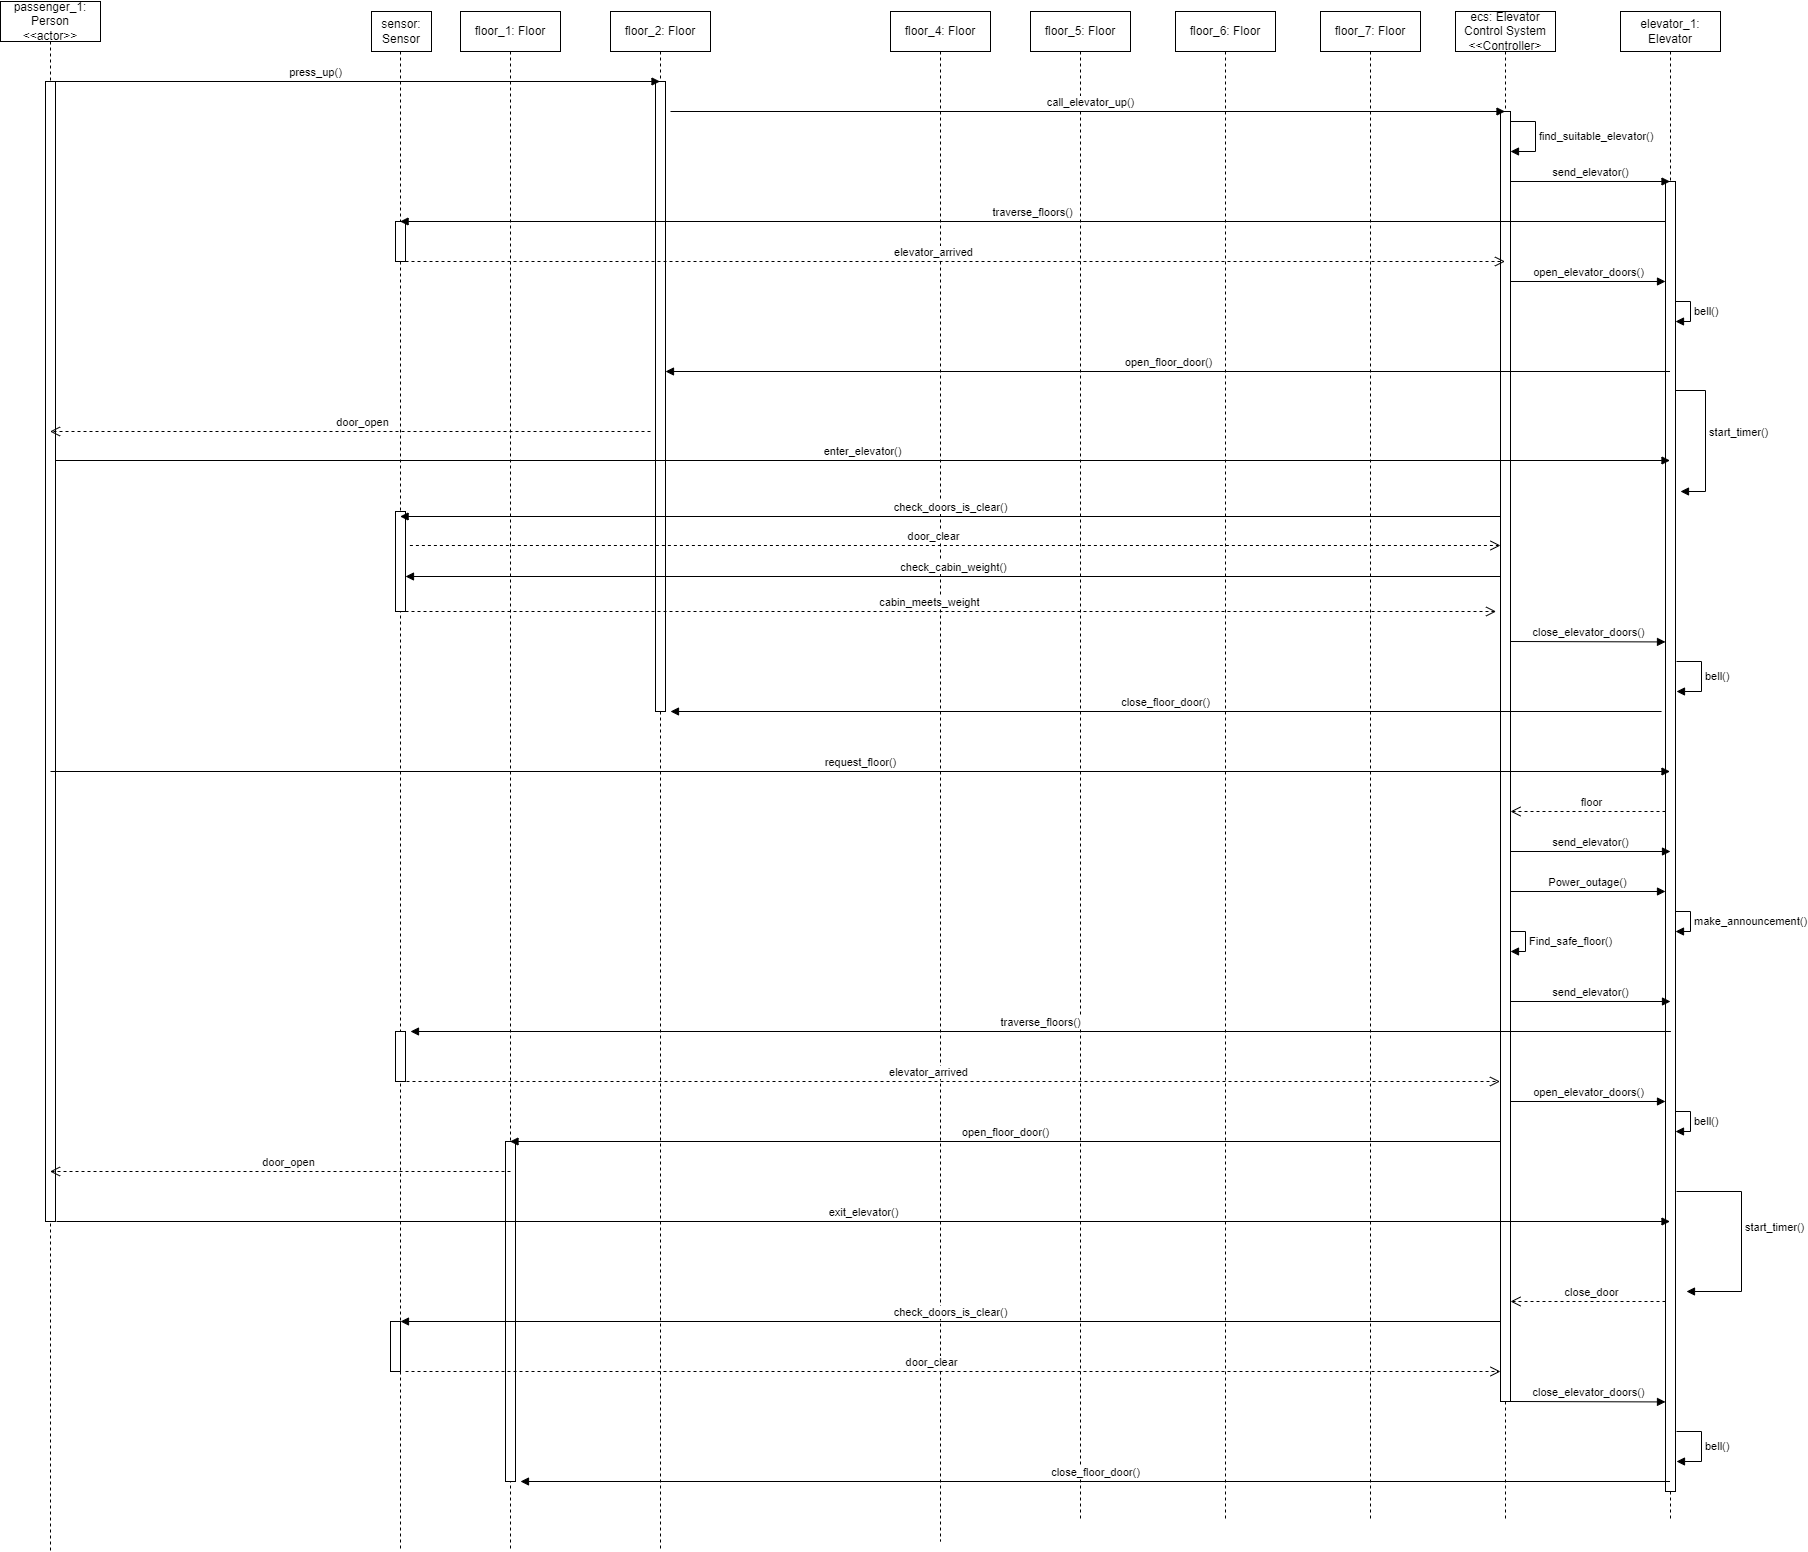 passenger_1:
Person
<<actor>>
sensor:
Sensor
floor_1: Floor
floor_2: Floor
floor_4: Floor
floor_5: Floor
floor_6: Floor
floor_7: Floor
ecs: Elevator
Control System
<<Controller>
elevator_1:
Elevator
press_up()
call_elevator_up()
find_suitable_elevator()
send_elevator()
traverse_floors()
elevator_arrived
open_elevator_doors()
bell()
open_floor_door()
door_open
start_timer()
enter_elevator()
check_doors_is_clear()
door_clear
check_cabin_weight()
cabin_meets_weight
close_elevator_doors()
bell()
close_floor_door()
request_floor()
floor
send_elevator()
Power_outage()
make_announcement()
Find_safe_floor()
send_elevator()
traverse_floors()
elevator_arrived
open_elevator_doors()
bell()
open_floor_door()
door_open
exit_elevator()
start_timer()
close_door
check_doors_is_clear()
door_clear
close_elevator_doors()
bell()
close_floor_door()